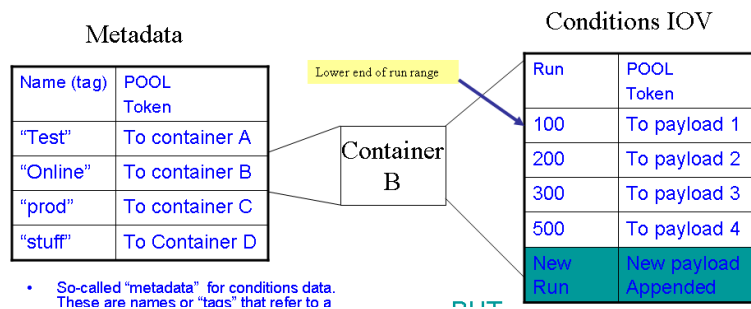 Metadata
Conditions IOV
Lower end of run range
Name (tag) POOL Token
"Test" To container A
"Online" To container B
"prod" To container C
"stuff" To Container D
Container B
Run POOL Token
100 To payload 1
200 To payload 2
300 To payload 3
500 To payload 4
New Run New payload Appended
• So-called "metadata" for conditions data.
These are names or "tags" that refer to a
BUT